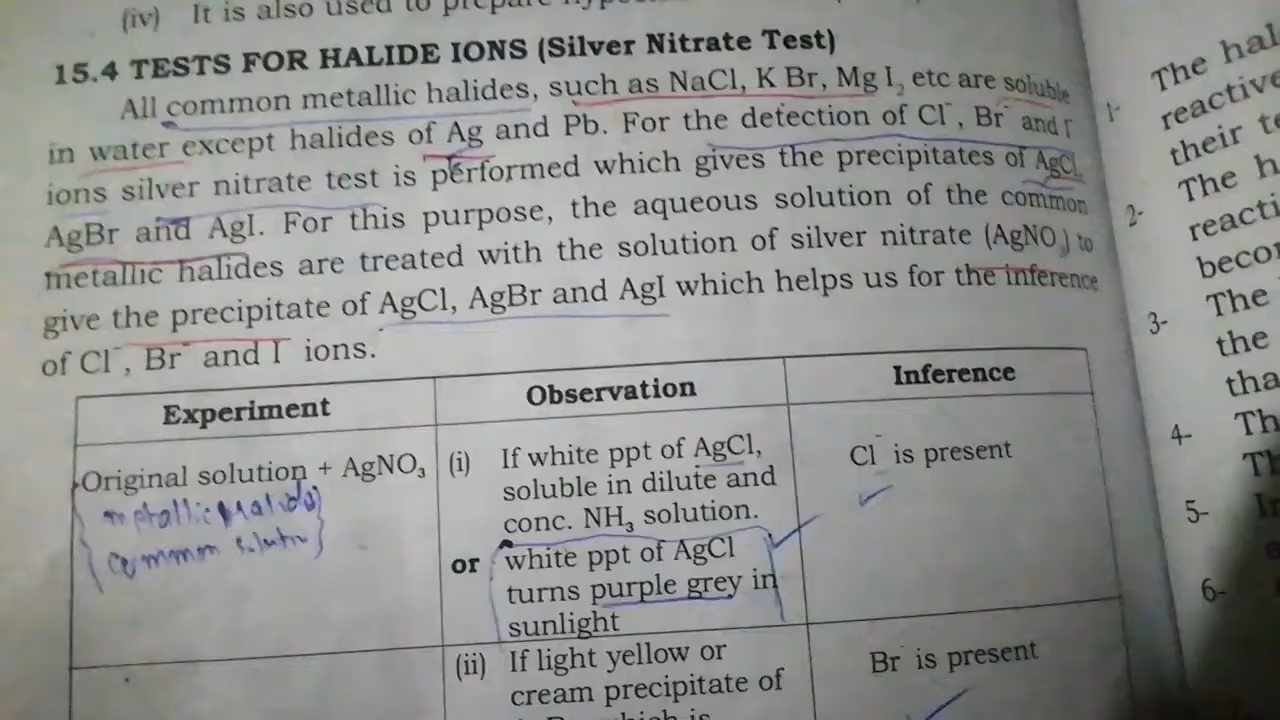 (iv) It is also used to prepare
15.4 TESTS FOR HALIDE IONS (Silver Nitrate Test)
All common metallic halides, such as NaCl, K Br, Mg I₂ etc are soluble
in water except halides of Ag and Pb. For the detection of Cl⁻, Br⁻ and I⁻
ions silver nitrate test is performed which gives the precipitates of AgCl,
AgBr and AgI. For this purpose, the aqueous solution of the common
metallic halides are treated with the solution of silver nitrate (AgNO₃) to
give the precipitate of AgCl, AgBr and AgI which helps us for the inference
of Cl⁻, Br⁻ and I⁻ ions.
Experiment
Observation
Inference
Original solution + AgNO₃
metallic halides
common solution
(i) If white ppt of AgCl,
soluble in dilute and
conc. NH₃ solution.
or white ppt of AgCl
turns purple grey in
sunlight
Cl⁻ is present
(ii) If light yellow or
cream precipitate of
which is
Br⁻ is present
1- The
reactive
their
2- The
3- The
the
4-
5-
6-